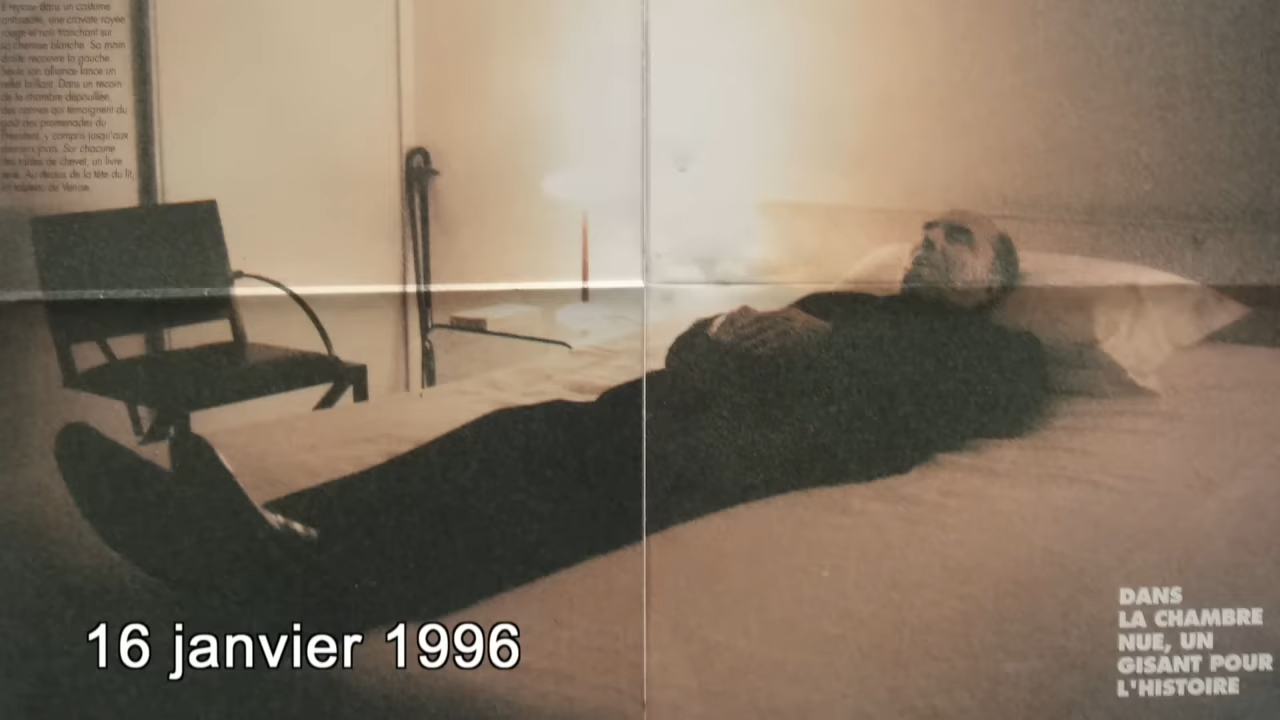 Il repose dans un costume
anthracite, une cravate rayée
rouge et noir tranchant sur
sa chemise blanche. Sa main
droite recouvre la gauche.
Seule son alliance lance un
reflet brillant. Dans un recoin
de la chambre dépouillée,
des cannes qui témoignent du
goût des promenades du
Président, y compris jusqu'aux
derniers jours. Sur chacune
des tables de chevet, un livre
Au-dessus de la tête du lit,
un tableau de Venise.
16 janvier 1996
DANS
LA CHAMBRE
NUE, UN
GISANT POUR
L'HISTOIRE